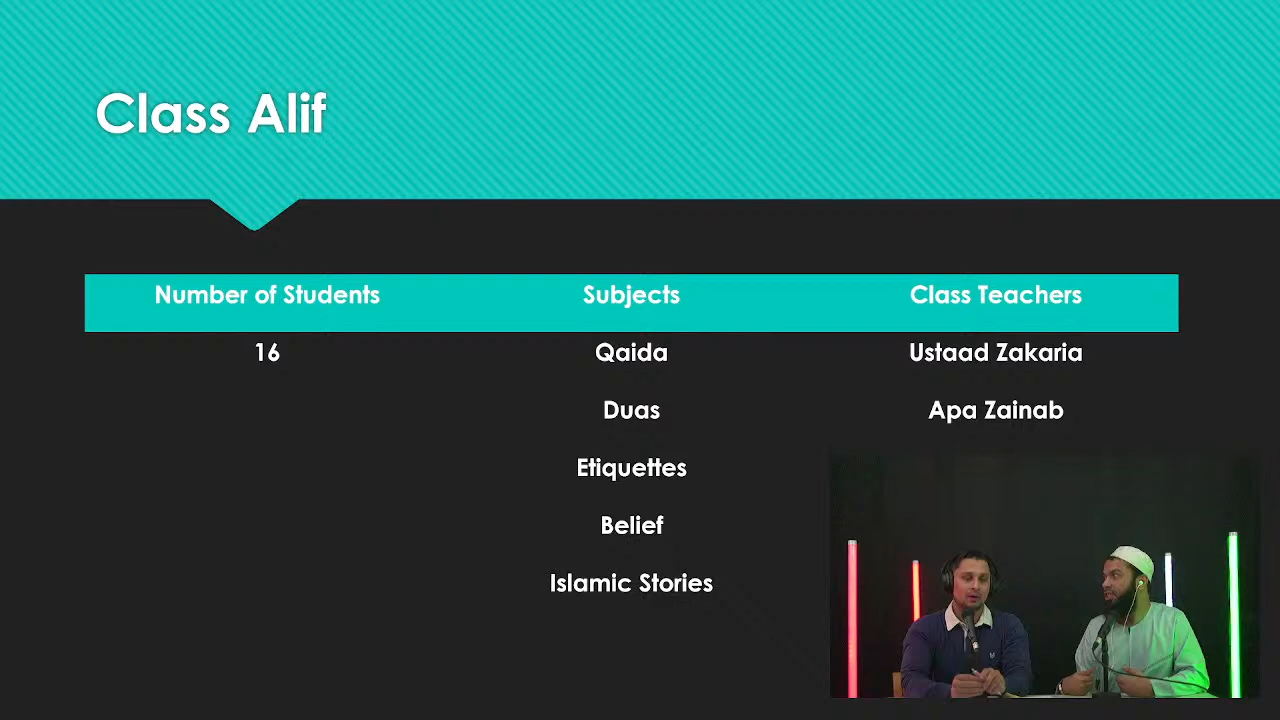 Class Alif
Number of Students Subjects Class Teachers
16 Qaida Ustaad Zakaria
Duas Apa Zainab
Etiquettes
Belief
Islamic Stories